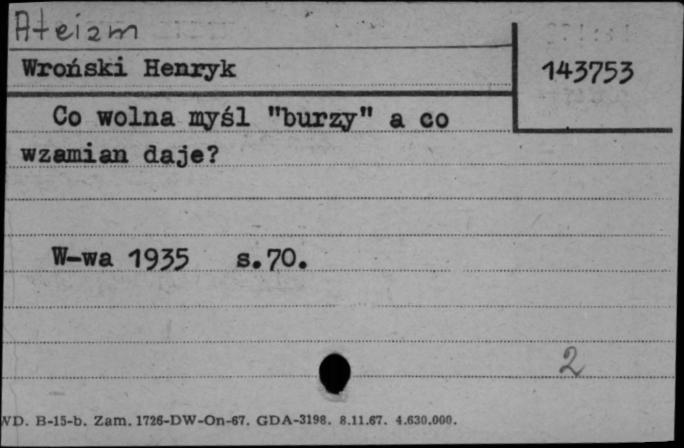 Ateizm
Wroński Henryk
143753
Co wolna myśl "burzy" a co
wzamian daje?
W-wa 1935 s.70.
2
WD. B-15-b. Zam. 1726-DW-On-67. GDA-3198. 8.11.67. 4.630.000.